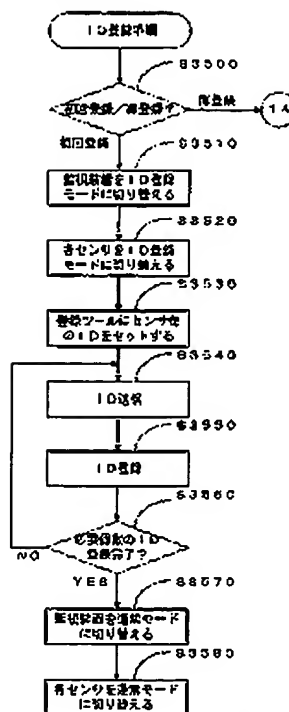 ID登録準備
S3500
初回登録/再登録?
再登録
初回登録
S3510
監視装置をID登録
モードに切り替える
S3520
各センサをID登録
モードに切り替える
S3530
登録ツールにセンサ
のIDをセットする
S3540
ID送信
S3550
ID登録
S3560
必要個数のID
登録完了?
NO
YES
S3570
監視装置を通常モード
に切り替える
S3580
各センサを通常モード
に切り替える